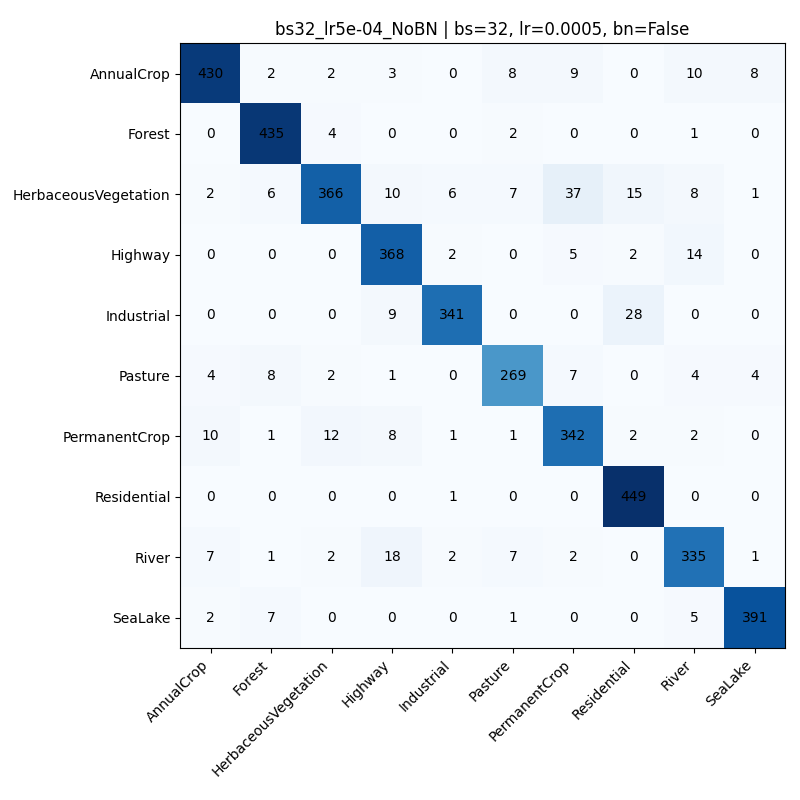 bs32_lr5e-04_NoBN | bs=32, lr=0.0005, bn=False
AnnualCrop 430 2 2 3 0 8 9 0 10 8
Forest 0 435 4 0 0 2 0 0 1 0
HerbaceousVegetation 2 6 366 10 6 7 37 15 8 1
Highway 0 0 0 368 2 0 5 2 14 0
Industrial 0 0 0 9 341 0 0 28 0 0
Pasture 4 8 2 1 0 269 7 0 4 4
PermanentCrop 10 1 12 8 1 1 342 2 2 0
Residential 0 0 0 0 1 0 0 449 0 0
River 7 1 2 18 2 7 2 0 335 1
SeaLake 2 7 0 0 0 1 0 0 5 391
AnnualCrop Forest HerbaceousVegetation Highway Industrial Pasture PermanentCrop Residential River SeaLake